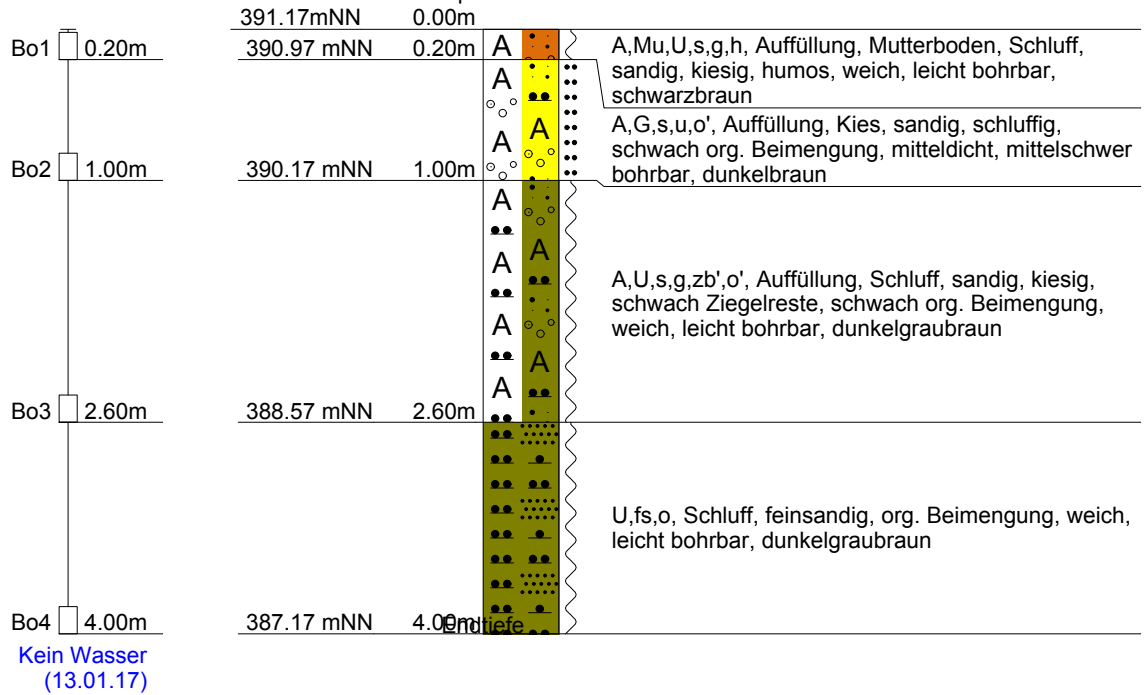 391.17mNN 0.00m
Bo1 0.20m 390.97 mNN 0.20m A
A,Mu,U,s,g,h, Auffüllung, Mutterboden, Schluff,
sandig, kiesig, humos, weich, leicht bohrbar,
schwarzbraun
A
A
A
A,G,s,u,o', Auffüllung, Kies, sandig, schluffig,
schwach org. Beimengung, mitteldicht, mittelschwer
bohrbar, dunkelbraun
Bo2 1.00m 390.17 mNN 1.00m
A
A
A
A
A
A
A,U,s,g,zb',o', Auffüllung, Schluff, sandig, kiesig,
schwach Ziegelreste, schwach org. Beimengung,
weich, leicht bohrbar, dunkelgraubraun
Bo3 2.60m 388.57 mNN 2.60m
U,fs,o, Schluff, feinsandig, org. Beimengung, weich,
leicht bohrbar, dunkelgraubraun
Bo4 4.00m 387.17 mNN 4.00m
Endtiefe
Kein Wasser
(13.01.17)